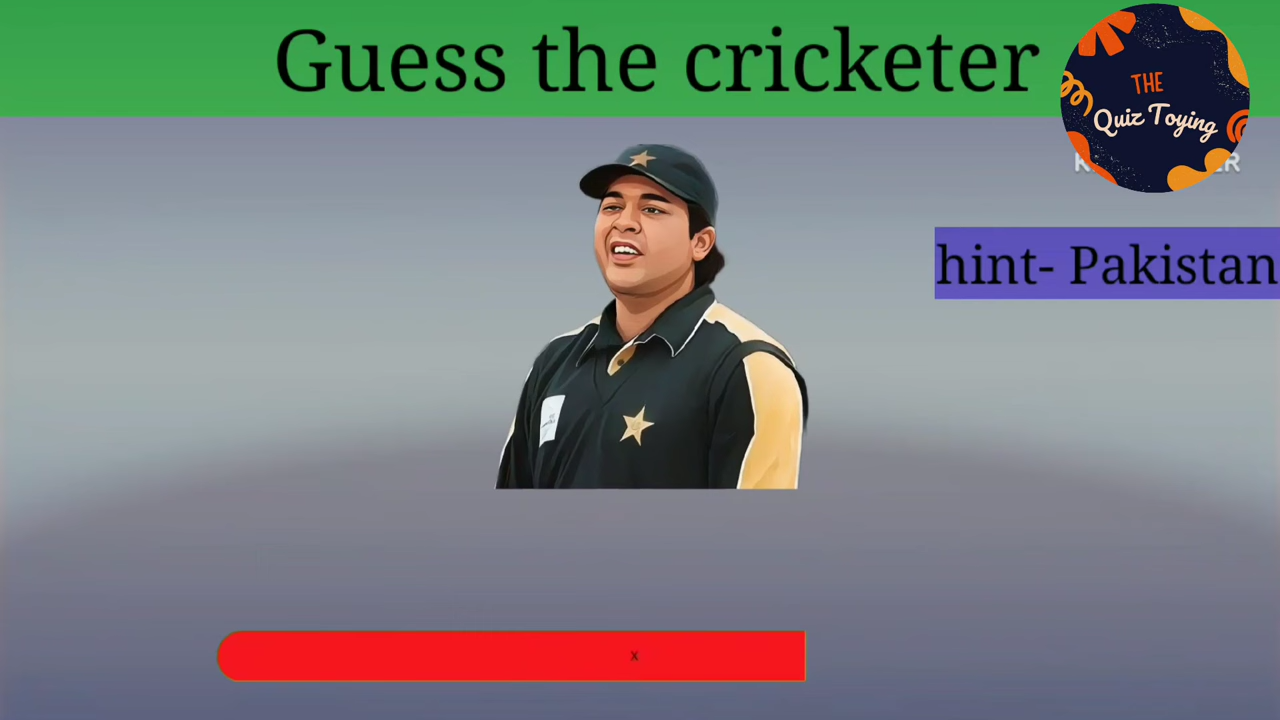 Guess the cricketer
THE
Quiz Toying
hint- Pakistan
x